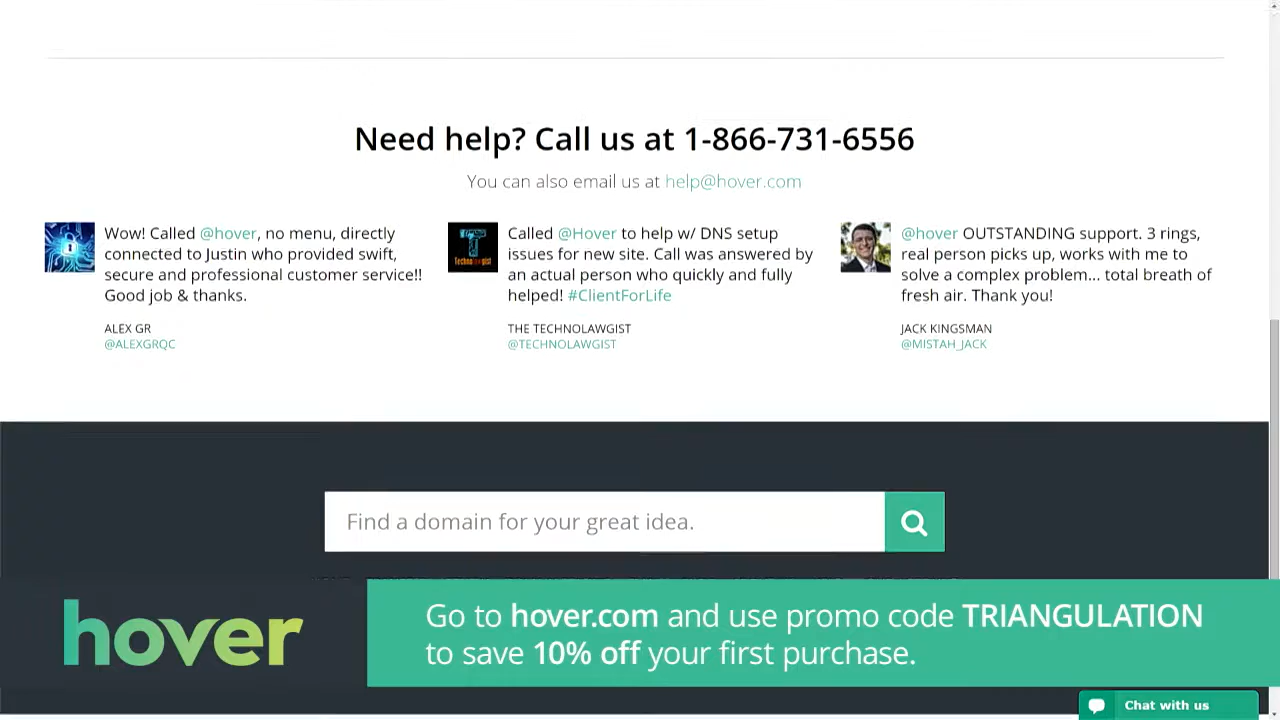 Need help? Call us at 1-866-731-6556
You can also email us at help@hover.com
Wow! Called @hover, no menu, directly
connected to Justin who provided swift,
secure and professional customer service!!
Good job & thanks.
ALEX GR
@ALEXGRQC
Called @Hover to help w/ DNS setup
issues for new site. Call was answered by
an actual person who quickly and fully
helped! #ClientForLife
THE TECHNOLAWGIST
@TECHNOLAWGIST
@hover OUTSTANDING support. 3 rings,
real person picks up, works with me to
solve a complex problem... total breath of
fresh air. Thank you!
JACK KINGSMAN
@MISTAH_JACK
Find a domain for your great idea.
hover
Go to hover.com and use promo code TRIANGULATION
to save 10% off your first purchase.
Chat with us